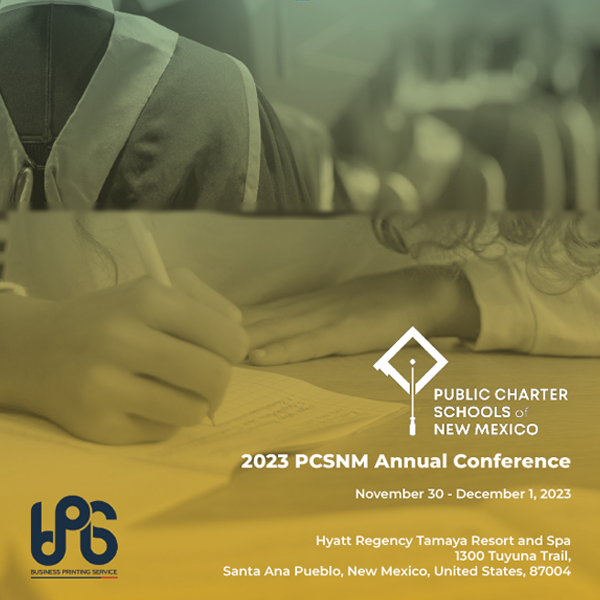 PUBLIC CHARTER
SCHOOLS of
NEW MEXICO
2023 PCSNM Annual Conference
November 30 - December 1, 2023
Hyatt Regency Tamaya Resort and Spa
1300 Tuyuna Trail,
Santa Ana Pueblo, New Mexico, United States, 87004
bps
BUSINESS PRINTING SERVICE